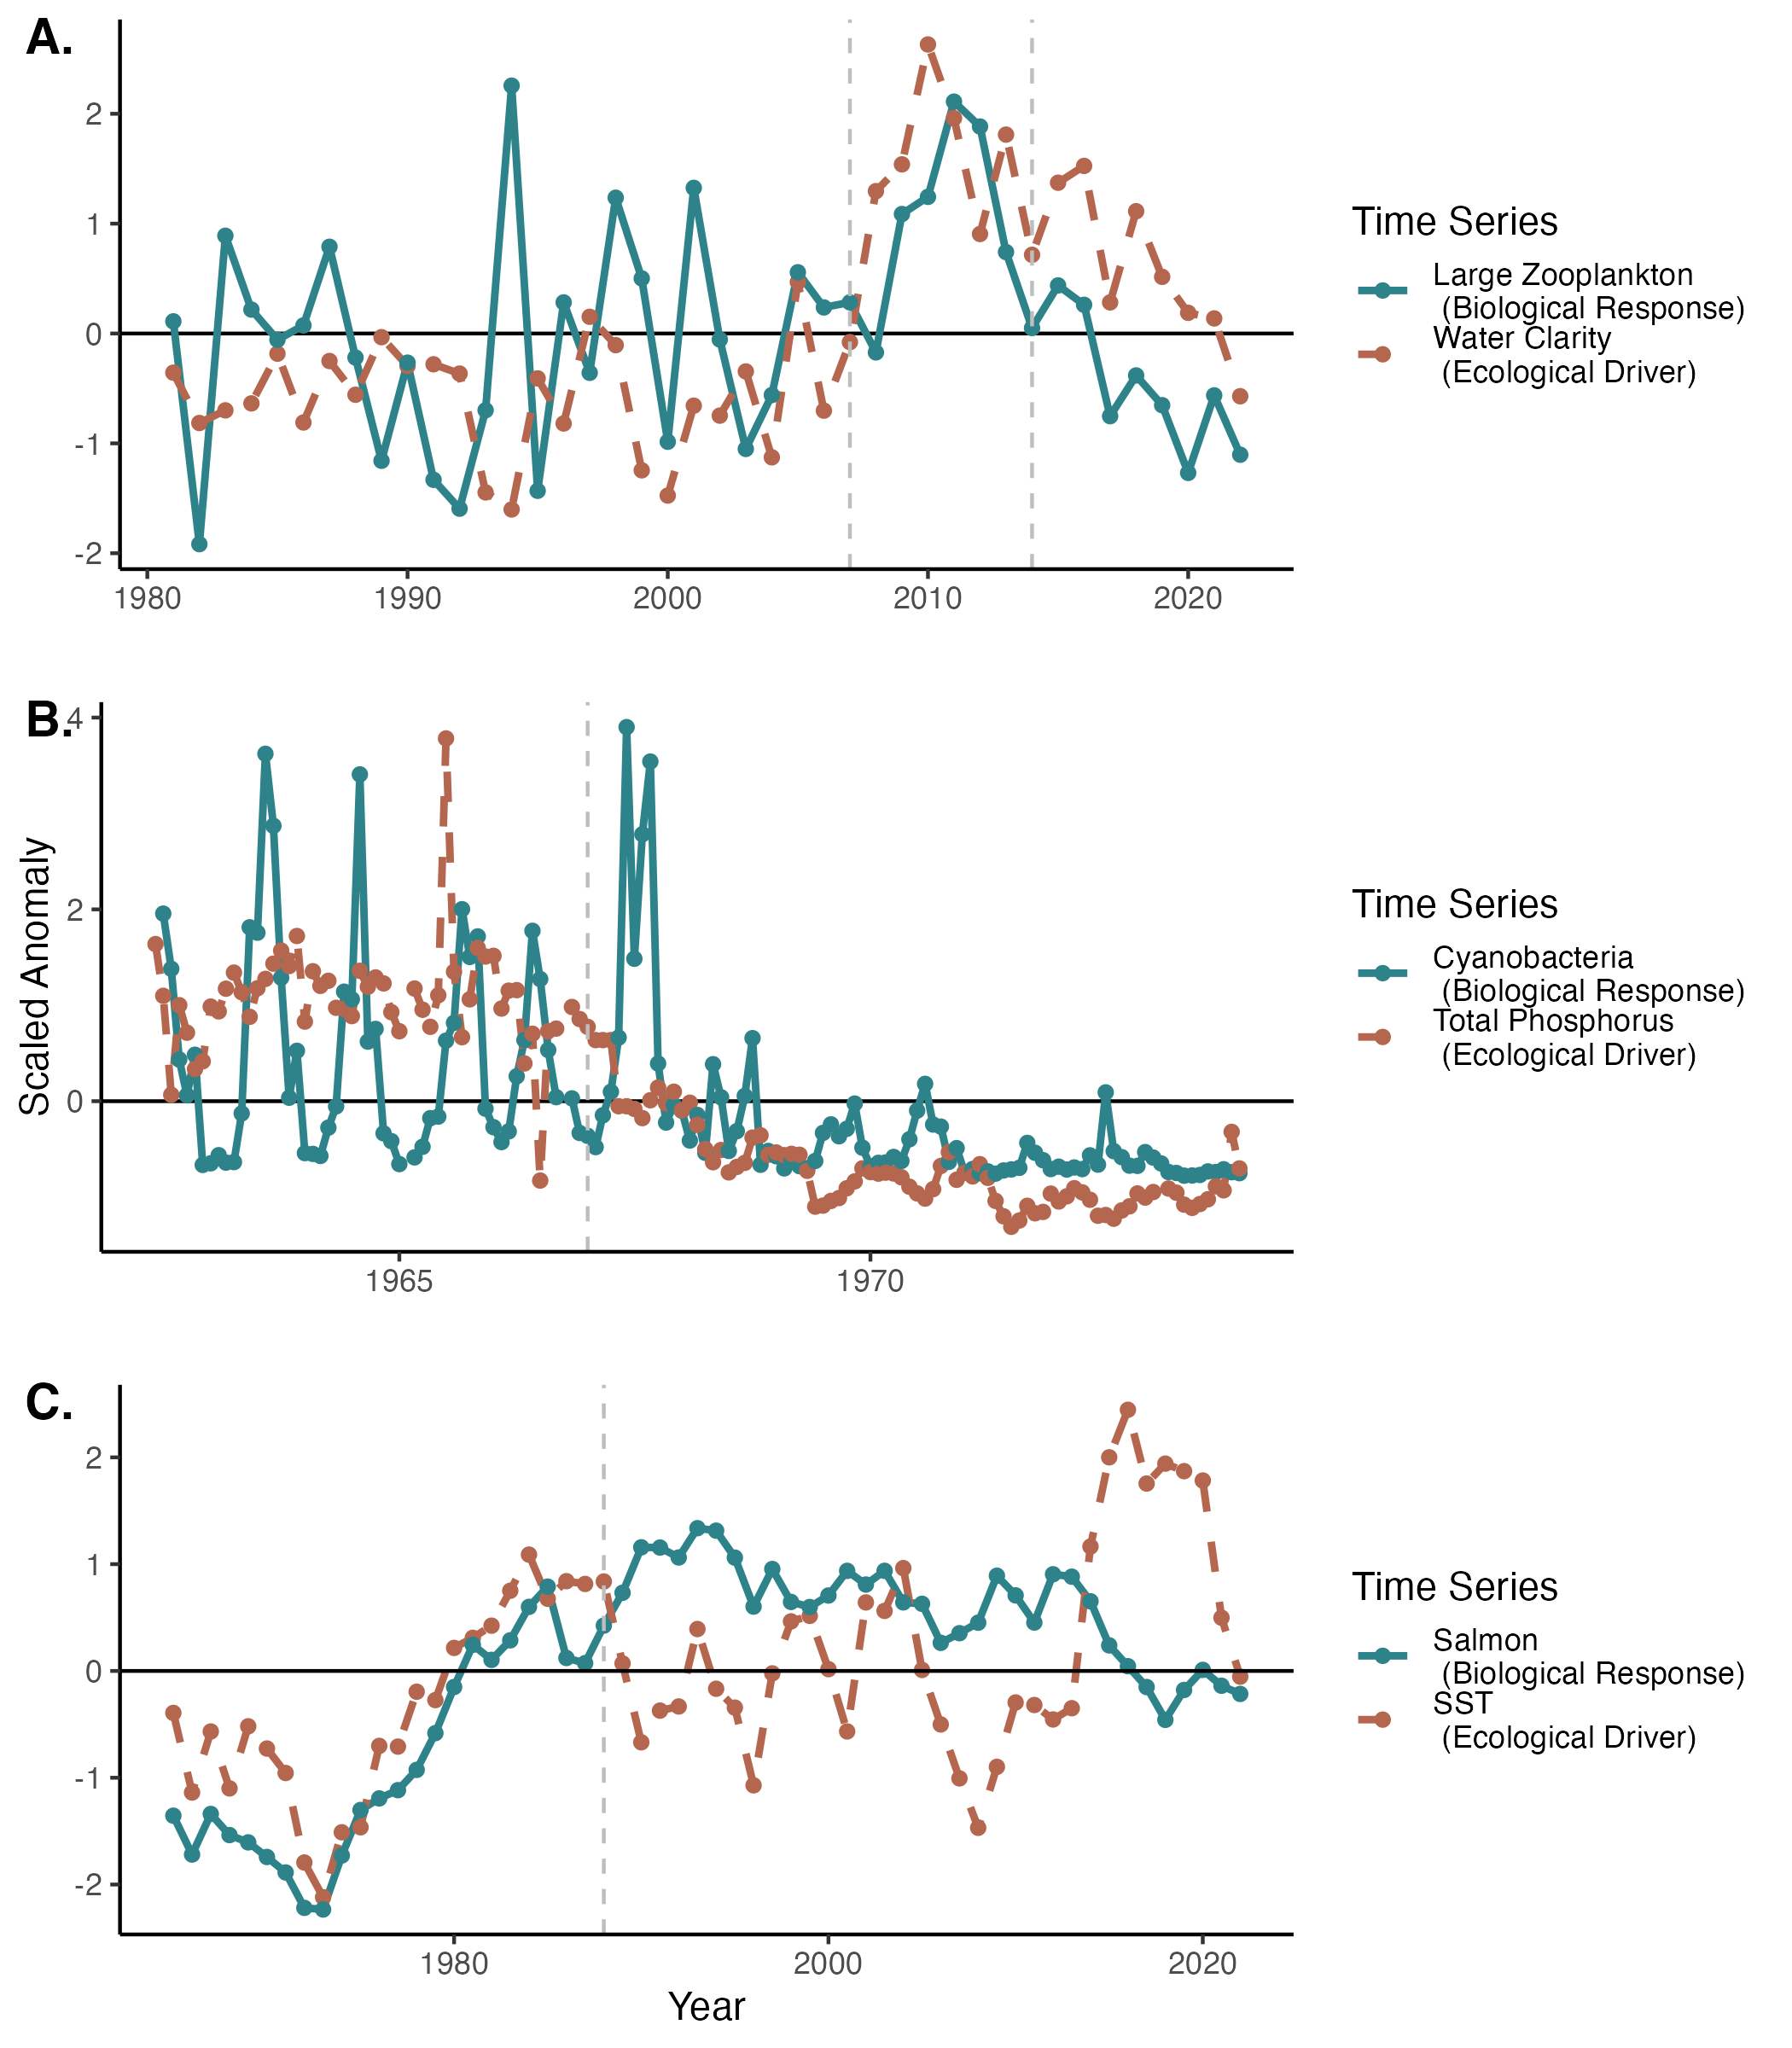 A.
2
1
0
-1
-2
1980 1990 2000 2010 2020
Time Series
Large Zooplankton
(Biological Response)
Water Clarity
(Ecological Driver)
B.
4
2
0
1965 1970
Scaled Anomaly
Time Series
Cyanobacteria
(Biological Response)
Total Phosphorus
(Ecological Driver)
C.
2
1
0
-1
-2
1980 2000 2020
Year
Time Series
Salmon
(Biological Response)
SST
(Ecological Driver)